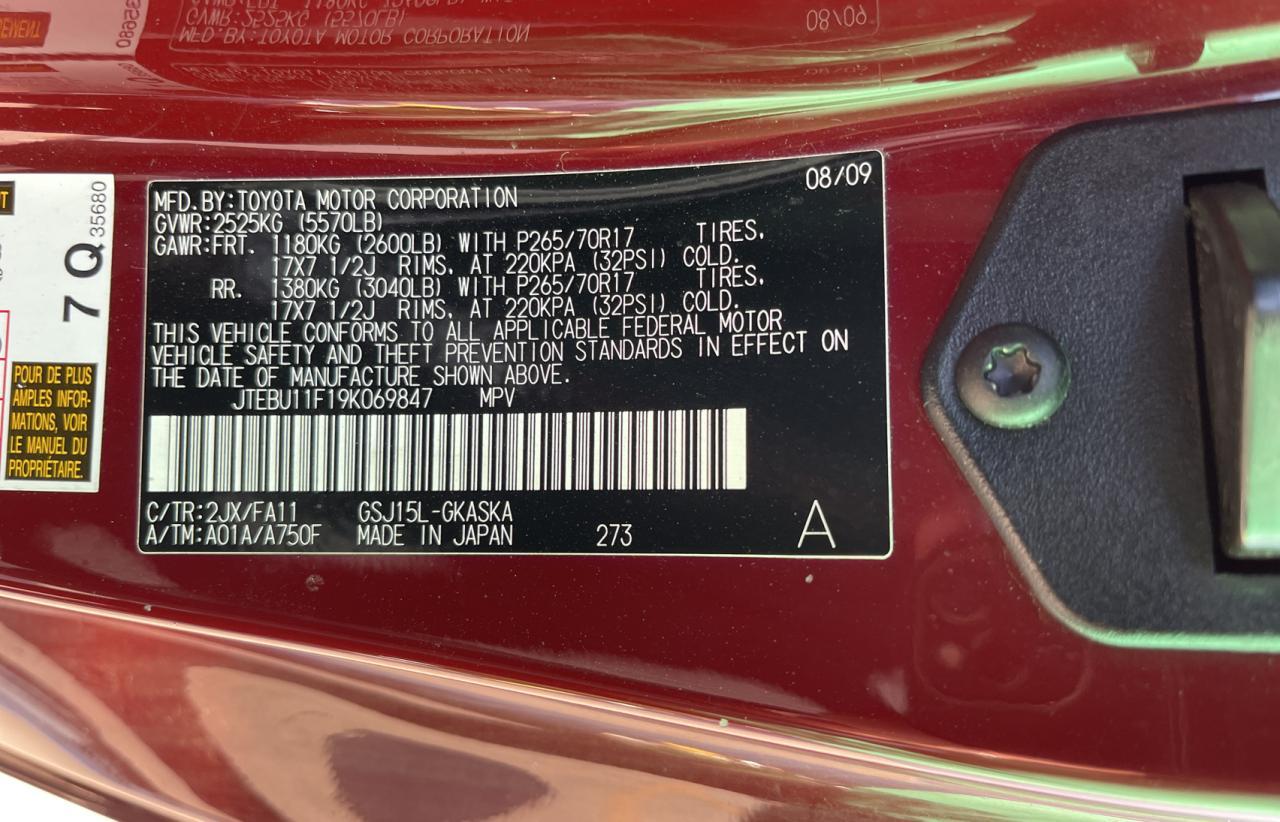 MFD.BY:TOYOTA MOTOR CORPORATION 08/09
GVWR:2525KG (5570LB)
GAWR:FRT. 1180KG (2600LB) WITH P265/70R17 TIRES,
17X7 1/2J RIMS, AT 220KPA (32PSI) COLD.
RR. 1380KG (3040LB) WITH P265/70R17 TIRES,
17X7 1/2J RIMS, AT 220KPA (32PSI) COLD.
THIS VEHICLE CONFORMS TO ALL APPLICABLE FEDERAL MOTOR
VEHICLE SAFETY AND THEFT PREVENTION STANDARDS IN EFFECT ON
THE DATE OF MANUFACTURE SHOWN ABOVE.
JTEBU11F19K069847 MPV
C/TR:2JX/FA11 GSJ15L-GKASKA
A/TM:A01A/A750F MADE IN JAPAN 273 A
7Q
35680
POUR DE PLUS
AMPLES INFOR-
MATIONS, VOIR
LE MANUEL DU
PROPRIÉTAIRE.